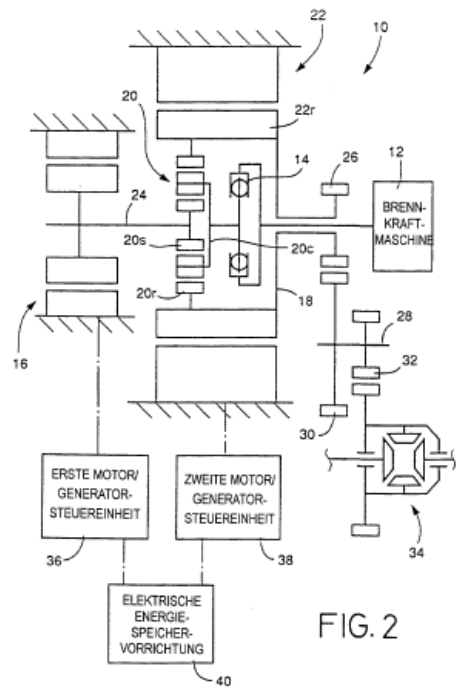 22
10
20
22r
14
26
12
BRENN-
KRAFT-
MASCHINE
24
20s
20c
20r
18
28
16
32
30
ERSTE MOTOR/
GENERATOR-
STEUEREINHEIT
ZWEITE MOTOR/
GENERATOR-
STEUEREINHEIT
36
38
34
ELEKTRISCHE
ENERGIE-
SPEICHER-
VORRICHTUNG
40
FIG. 2